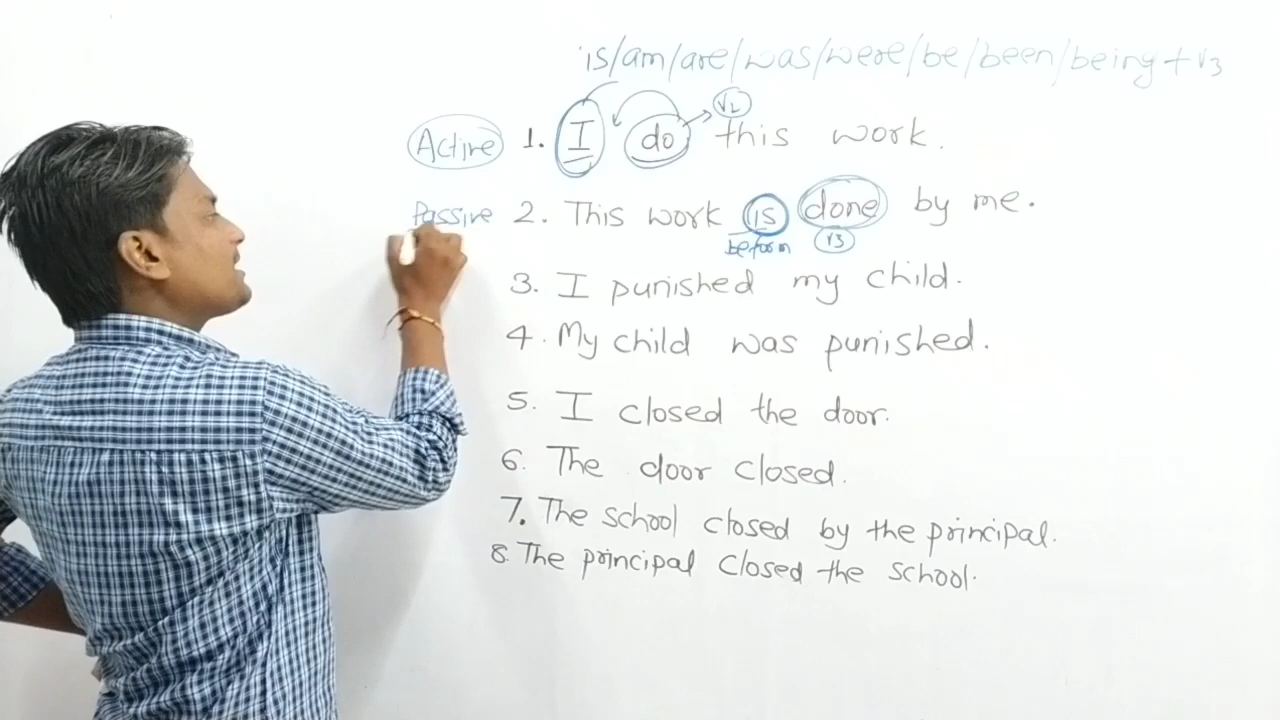 is/am/are/was/were/be/been/being + V3
V2
Active 1. I do this work.
Passive 2. This work is done by me.
be form V3
3. I punished my child.
4. My child was punished.
5. I closed the door.
6. The door closed.
7. The school closed by the principal.
8. The principal closed the school.